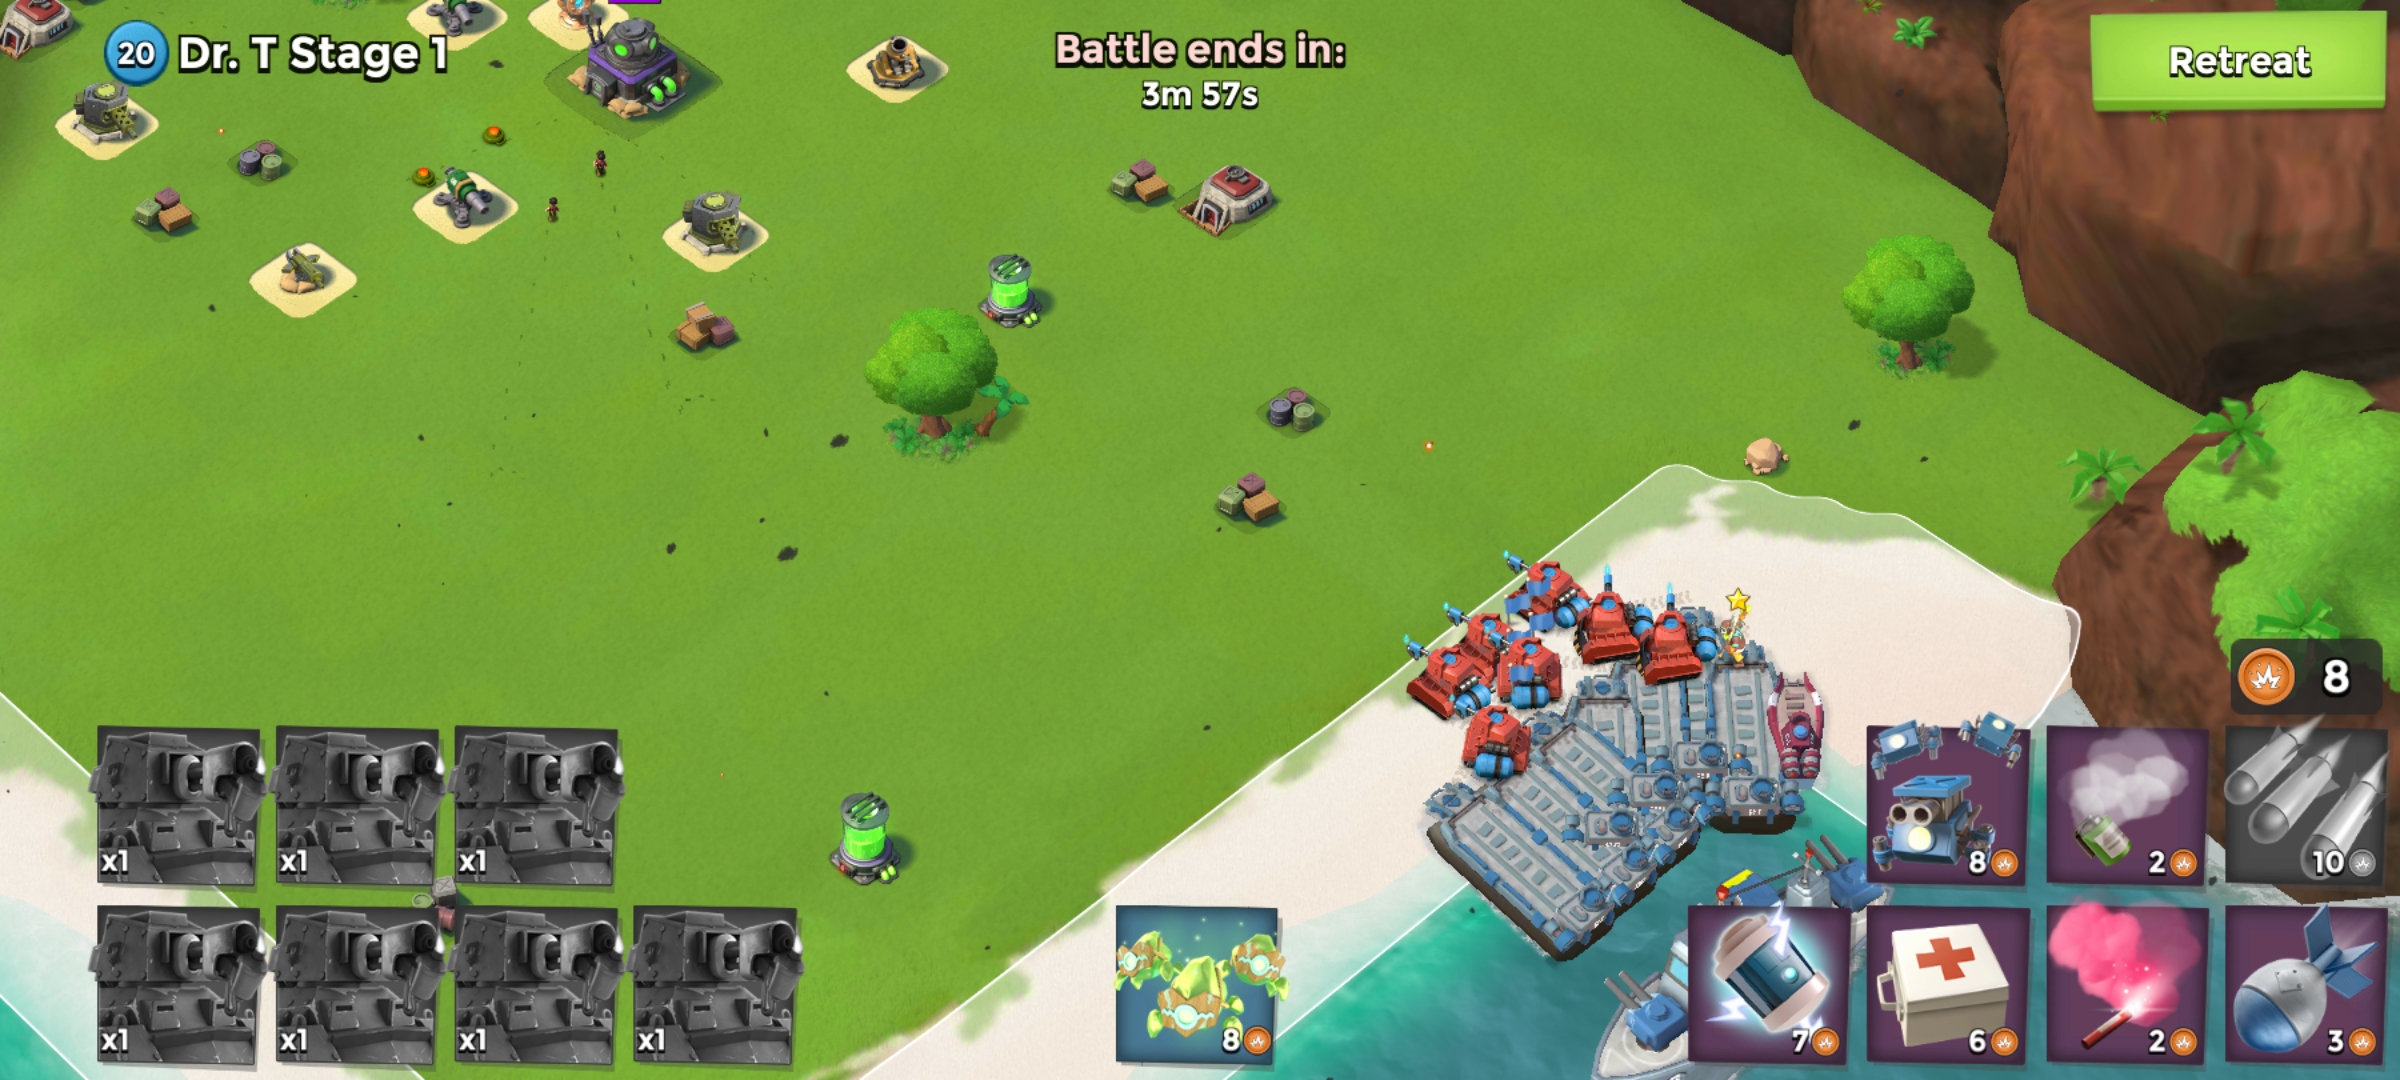 20 Dr. T Stage 1
Battle ends in:
3m 57s
Retreat
8
x1 x1 x1
8 2 10
x1 x1 x1 x1
8 7 6 2 3